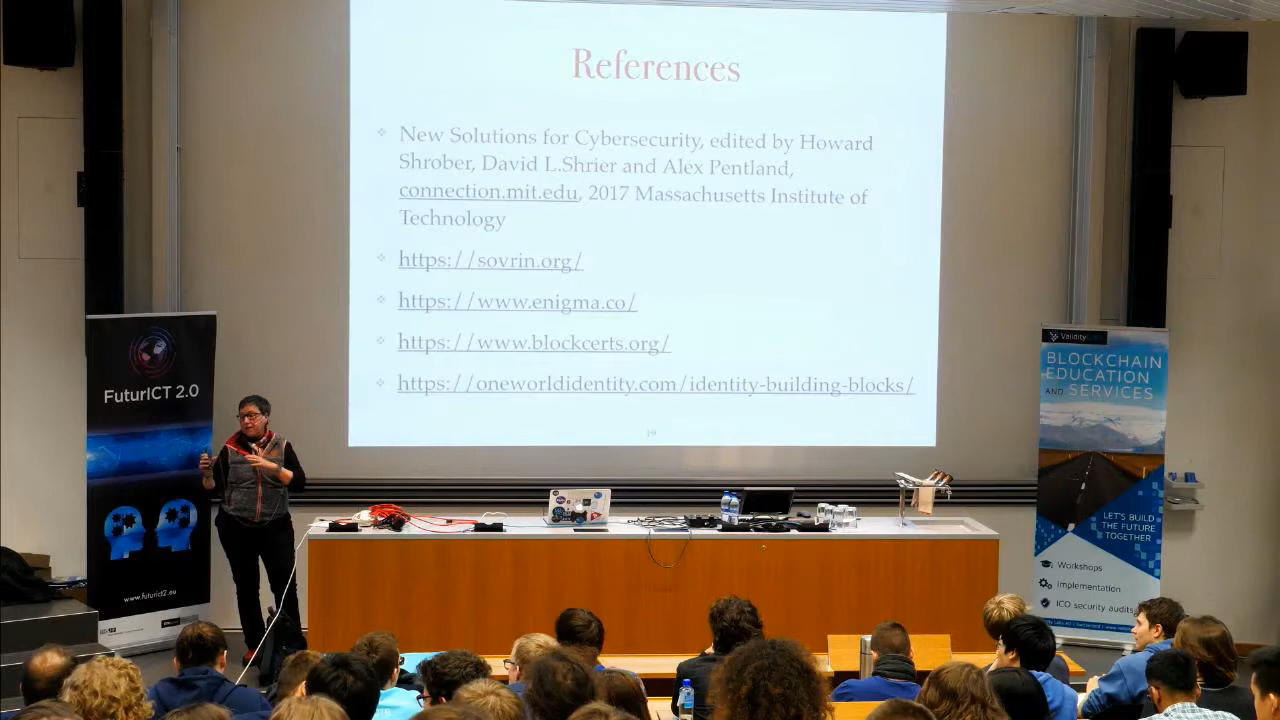 References
New Solutions for Cybersecurity, edited by Howard
Shrober, David L.Shrier and Alex Pentland,
connection.mit.edu, 2017 Massachusetts Institute of
Technology
https://sovrin.org/
https://www.enigma.co/
https://www.blockcerts.org/
https://oneworldidentity.com/identity-building-blocks/
19
FuturICT 2.0
www.futurict2.eu
Validity
BLOCKCHAIN
EDUCATION
AND SERVICES
LET'S BUILD
THE FUTURE
TOGETHER
Workshops
Implementation
ICO security audits